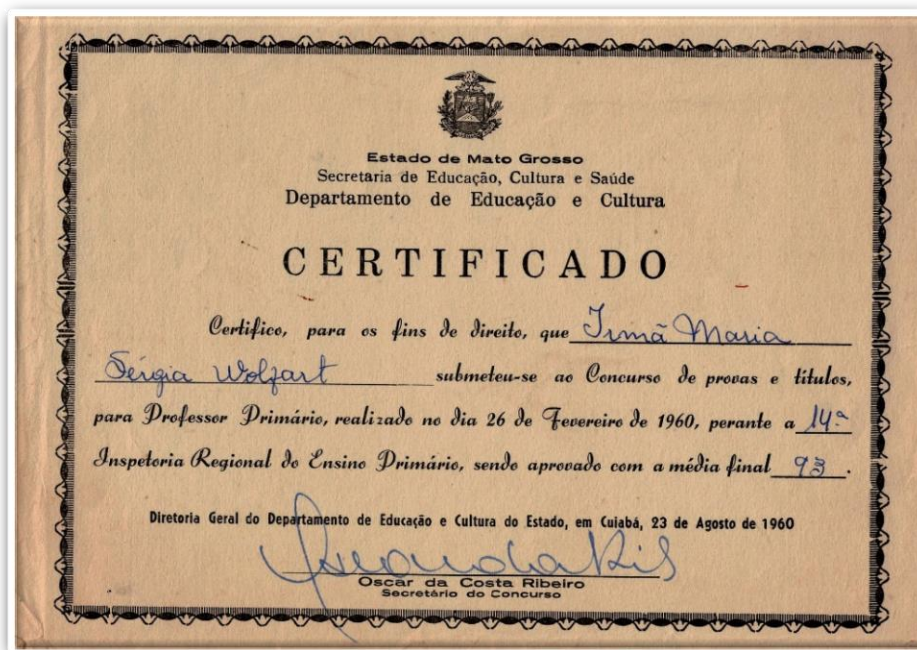 Estado de Mato Grosso
Secretaria de Educação, Cultura e Saúde
Departamento de Educação e Cultura
CERTIFICADO
Certifico, para os fins de direito, que Irmã Maria
Sérgia Wolfart submeteu-se ao Concurso de provas e títulos,
para Professor Primário, realizado no dia 26 de Fevereiro de 1960, perante a 14ª
Inspetoria Regional do Ensino Primário, sendo aprovado com a média final 93.
Diretoria Geral do Departamento de Educação e Cultura do Estado, em Cuiabá, 23 de Agosto de 1960
Oscar da Costa Ribeiro
Secretário do Concurso